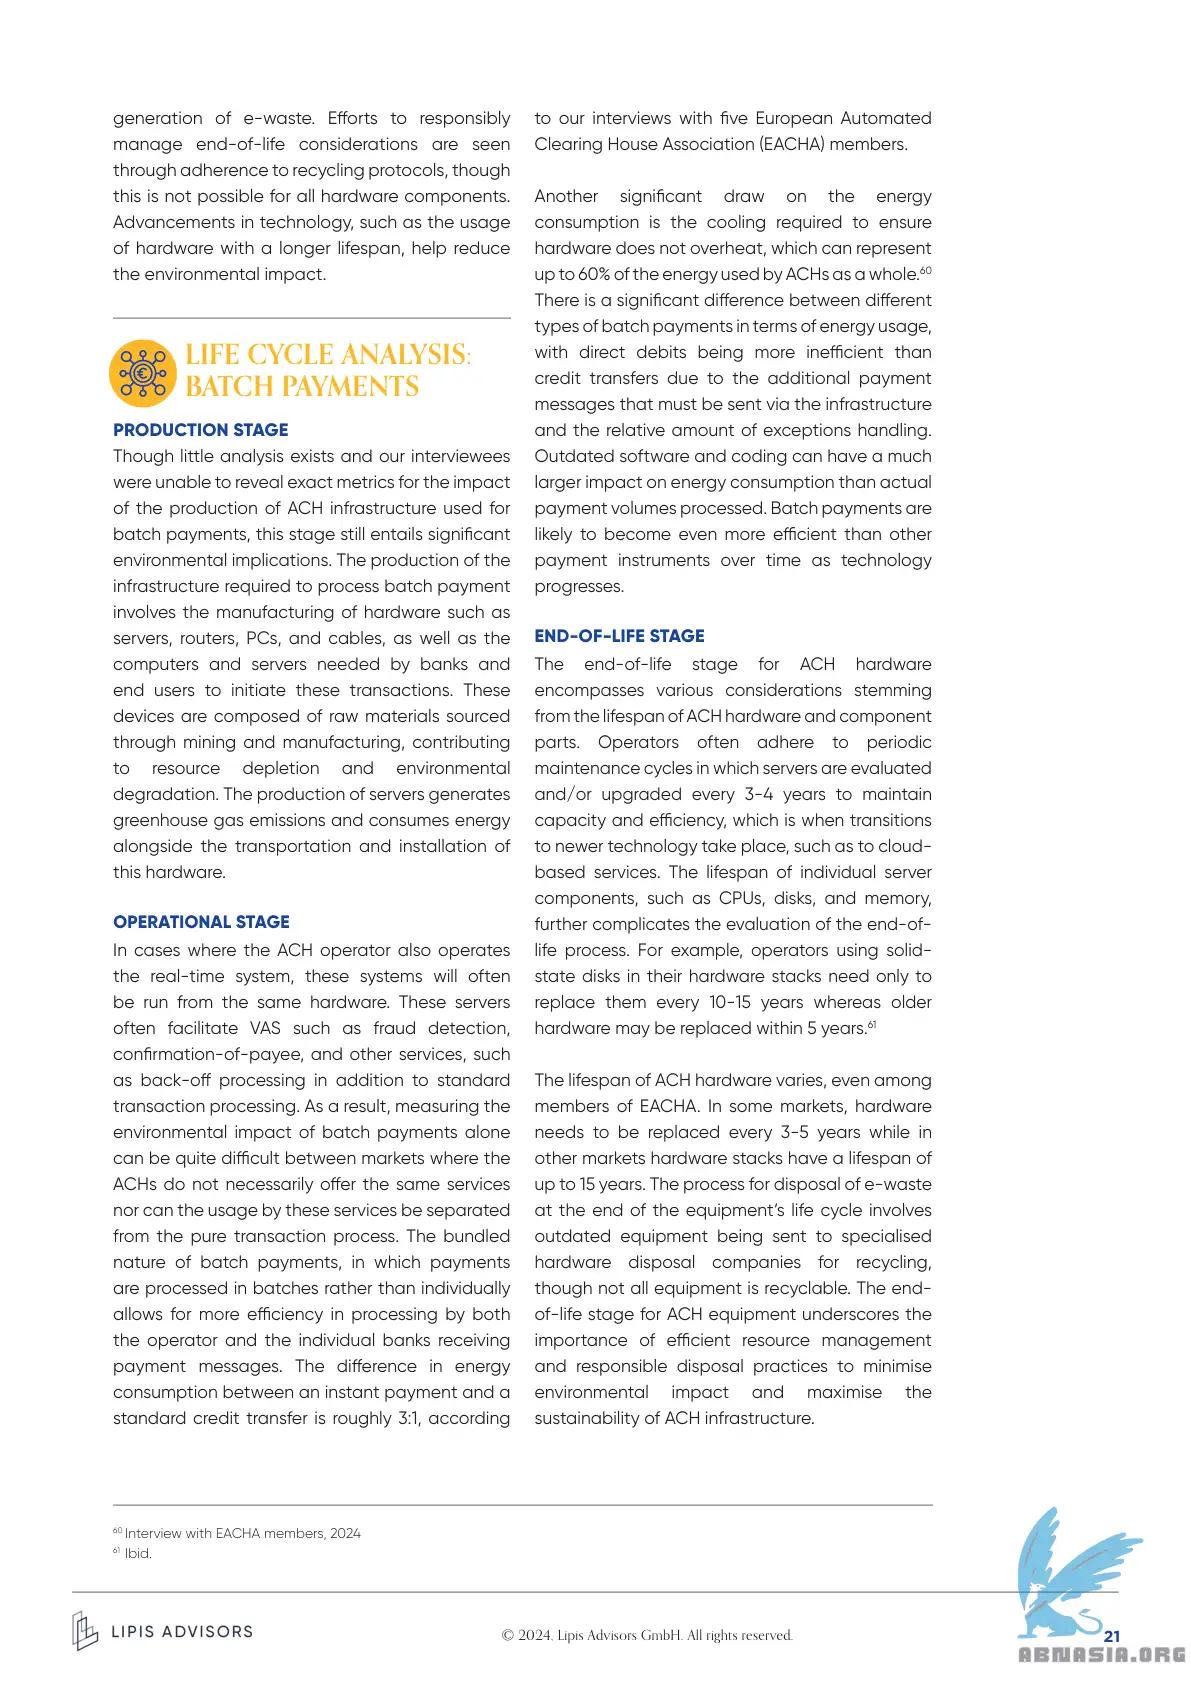 generation of e-waste. Efforts to responsibly
manage end-of-life considerations are seen
through adherence to recycling protocols, though
this is not possible for all hardware components.
Advancements in technology, such as the usage
of hardware with a longer lifespan, help reduce
the environmental impact.
LIFE CYCLE ANALYSIS:
BATCH PAYMENTS
PRODUCTION STAGE
Though little analysis exists and our interviewees
were unable to reveal exact metrics for the impact
of the production of ACH infrastructure used for
batch payments, this stage still entails significant
environmental implications. The production of the
infrastructure required to process batch payment
involves the manufacturing of hardware such as
servers, routers, PCs, and cables, as well as the
computers and servers needed by banks and
end users to initiate these transactions. These
devices are composed of raw materials sourced
through mining and manufacturing, contributing
to resource depletion and environmental
degradation. The production of servers generates
greenhouse gas emissions and consumes energy
alongside the transportation and installation of
this hardware.
OPERATIONAL STAGE
In cases where the ACH operator also operates
the real-time system, these systems will often
be run from the same hardware. These servers
often facilitate VAS such as fraud detection,
confirmation-of-payee, and other services, such
as back-off processing in addition to standard
transaction processing. As a result, measuring the
environmental impact of batch payments alone
can be quite difficult between markets where the
ACHs do not necessarily offer the same services
nor can the usage by these services be separated
from the pure transaction process. The bundled
nature of batch payments, in which payments
are processed in batches rather than individually
allows for more efficiency in processing by both
the operator and the individual banks receiving
payment messages. The difference in energy
consumption between an instant payment and a
standard credit transfer is roughly 3:1, according
to our interviews with five European Automated
Clearing House Association (EACHA) members.
Another significant draw on the energy
consumption is the cooling required to ensure
hardware does not overheat, which can represent
up to 60% of the energy used by ACHs as a whole.60
There is a significant difference between different
types of batch payments in terms of energy usage,
with direct debits being more inefficient than
credit transfers due to the additional payment
messages that must be sent via the infrastructure
and the relative amount of exceptions handling.
Outdated software and coding can have a much
larger impact on energy consumption than actual
payment volumes processed. Batch payments are
likely to become even more efficient than other
payment instruments over time as technology
progresses.
END-OF-LIFE STAGE
The end-of-life stage for ACH hardware
encompasses various considerations stemming
from the lifespan of ACH hardware and component
parts. Operators often adhere to periodic
maintenance cycles in which servers are evaluated
and/or upgraded every 3-4 years to maintain
capacity and efficiency, which is when transitions
to newer technology take place, such as to cloud-
based services. The lifespan of individual server
components, such as CPUs, disks, and memory,
further complicates the evaluation of the end-of-
life process. For example, operators using solid-
state disks in their hardware stacks need only to
replace them every 10-15 years whereas older
hardware may be replaced within 5 years.61
The lifespan of ACH hardware varies, even among
members of EACHA. In some markets, hardware
needs to be replaced every 3-5 years while in
other markets hardware stacks have a lifespan of
up to 15 years. The process for disposal of e-waste
at the end of the equipment's life cycle involves
outdated equipment being sent to specialised
hardware disposal companies for recycling,
though not all equipment is recyclable. The end-
of-life stage for ACH equipment underscores the
importance of efficient resource management
and responsible disposal practices to minimise
environmental impact and maximise the
sustainability of ACH infrastructure.
60 Interview with EACHA members, 2024
61 Ibid.
LIPIS ADVISORS
© 2024, Lipis Advisors GmbH. All rights reserved.
21
ABNASIA.ORG